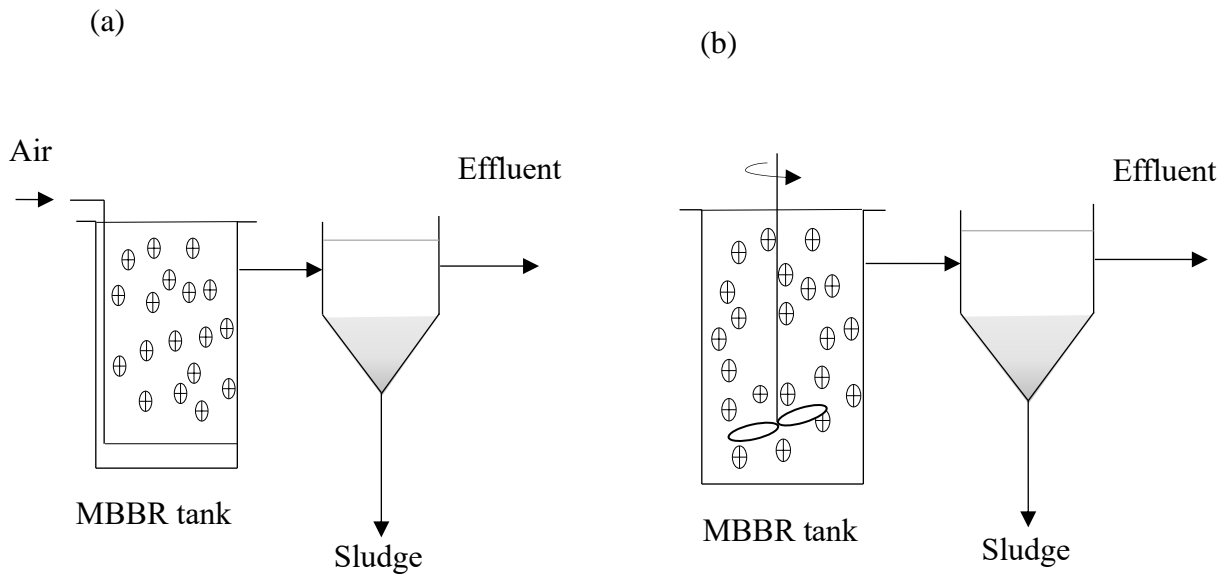 (a)
Air
Effluent
MBBR tank
Sludge
(b)
Effluent
MBBR tank
Sludge